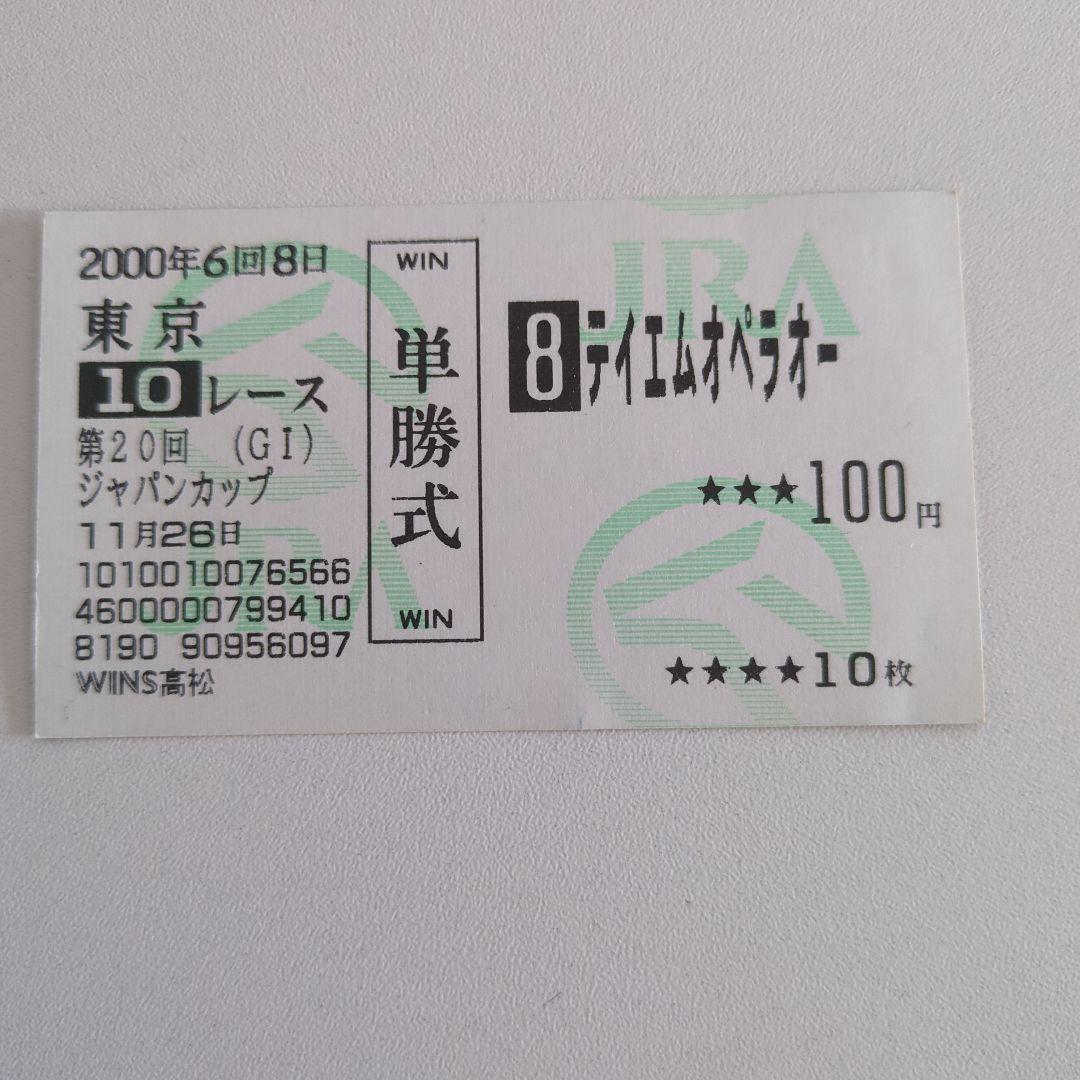 2000年6回8日
東京
10レース
第20回 (GI)
ジャパンカップ
11月26日
1010010076566
4600000799410
8190 90956097
WINS高松
WIN
単勝式
WIN
JRA
8テイエムオペラオー
★★★100円
★★★★10枚
JRA